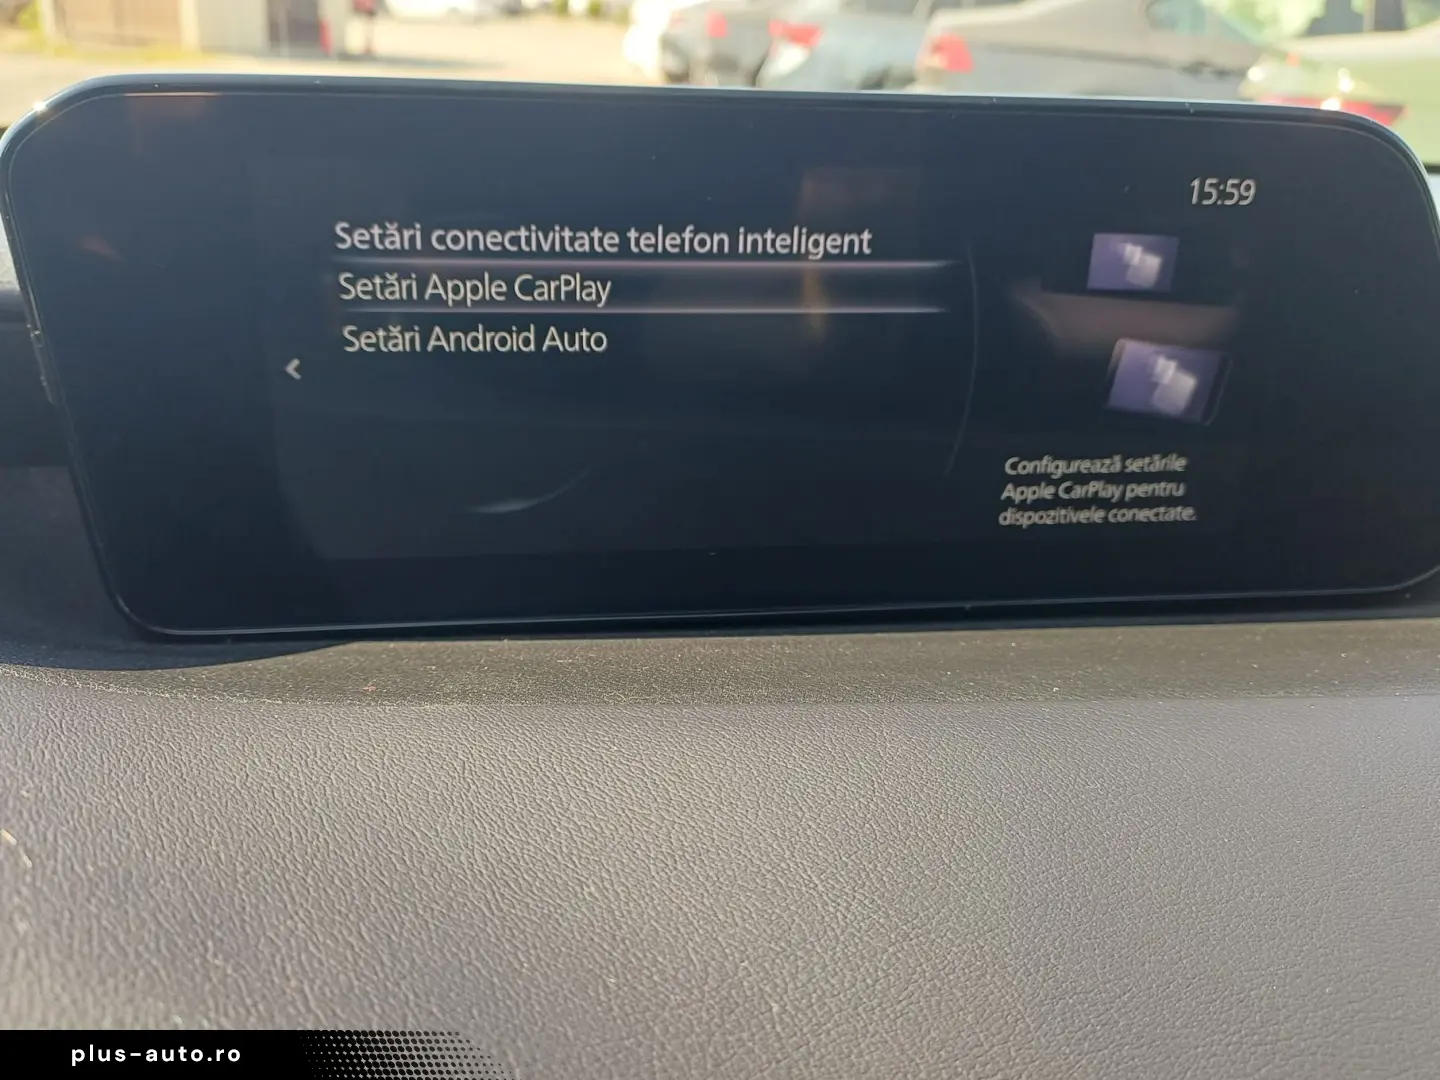 15:59
Setări conectivitate telefon inteligent
Setări Apple CarPlay
Setări Android Auto
Configurează setările
Apple CarPlay pentru
dispozitivele conectate.
plus-auto.ro